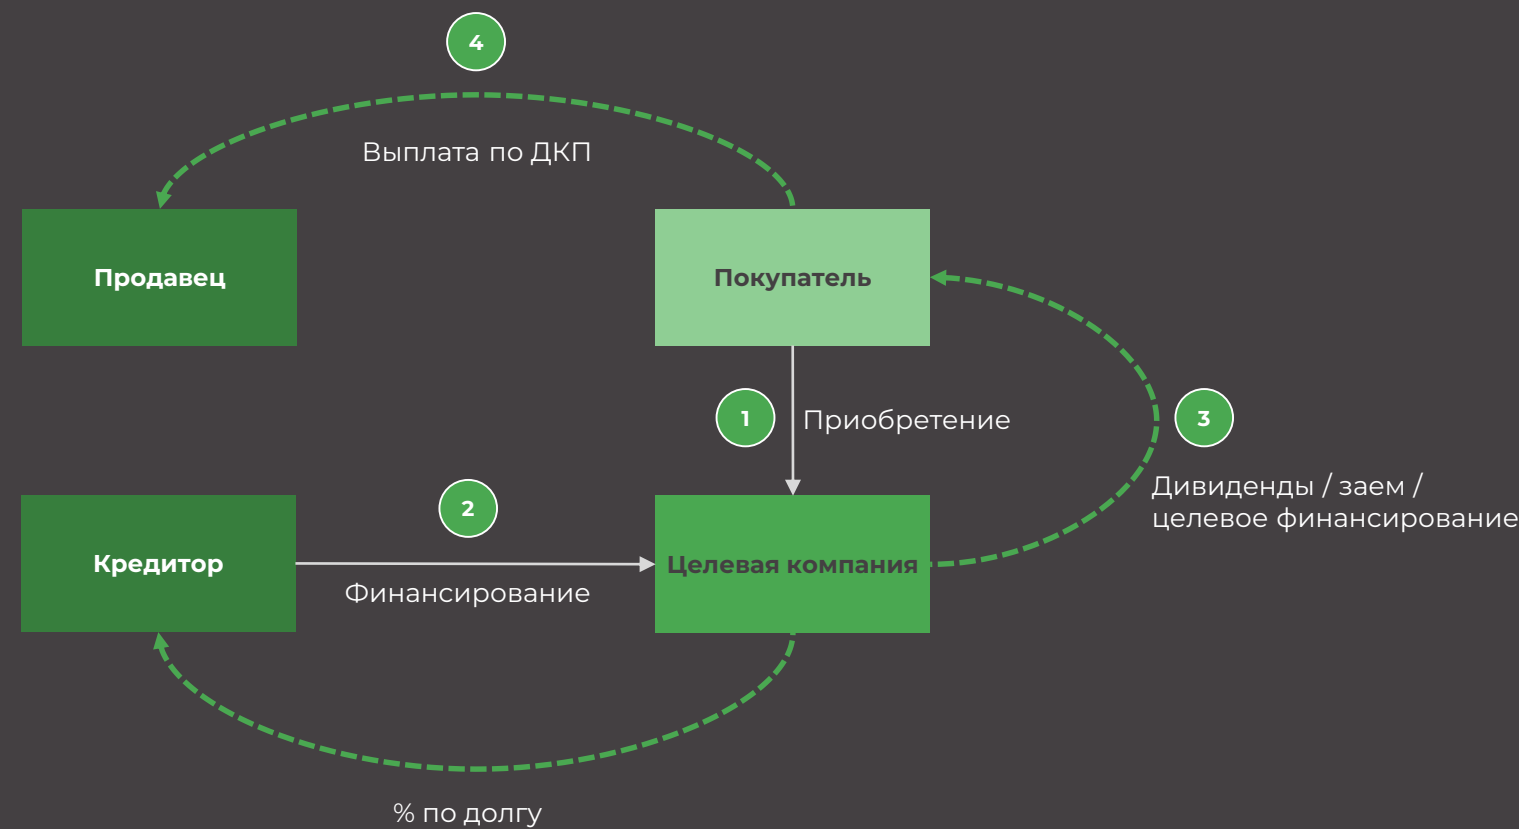 4
Выплата по ДКП
Продавец
Покупатель
1
Приобретение
3
Дивиденды / заем /
целевое финансирование
2
Кредитор
Целевая компания
Финансирование
% по долгу